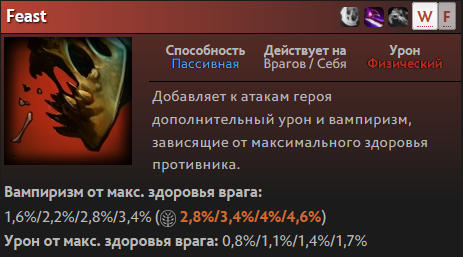 Feast
W F
Способность Действует на Урон
Пассивная Врагов / Себя Физический
Добавляет к атакам героя
дополнительный урон и вампиризм,
зависящие от максимального здоровья
противника.
Вампиризм от макс. здоровья врага:
1,6%/2,2%/2,8%/3,4% ( 2,8%/3,4%/4%/4,6%)
Урон от макс. здоровья врага: 0,8%/1,1%/1,4%/1,7%